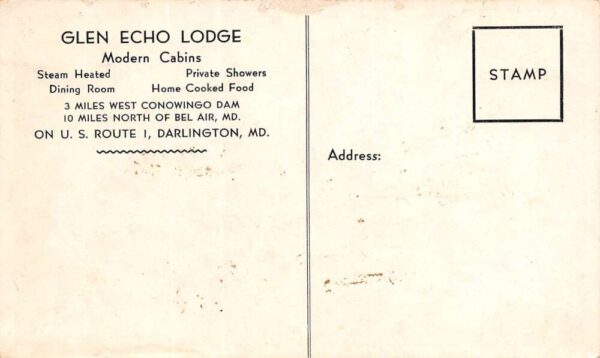 GLEN ECHO LODGE
Modern Cabins
Steam Heated Private Showers
Dining Room Home Cooked Food
3 MILES WEST CONOWINGO DAM
10 MILES NORTH OF BEL AIR, MD.
ON U. S. ROUTE 1, DARLINGTON, MD.
STAMP
Address: